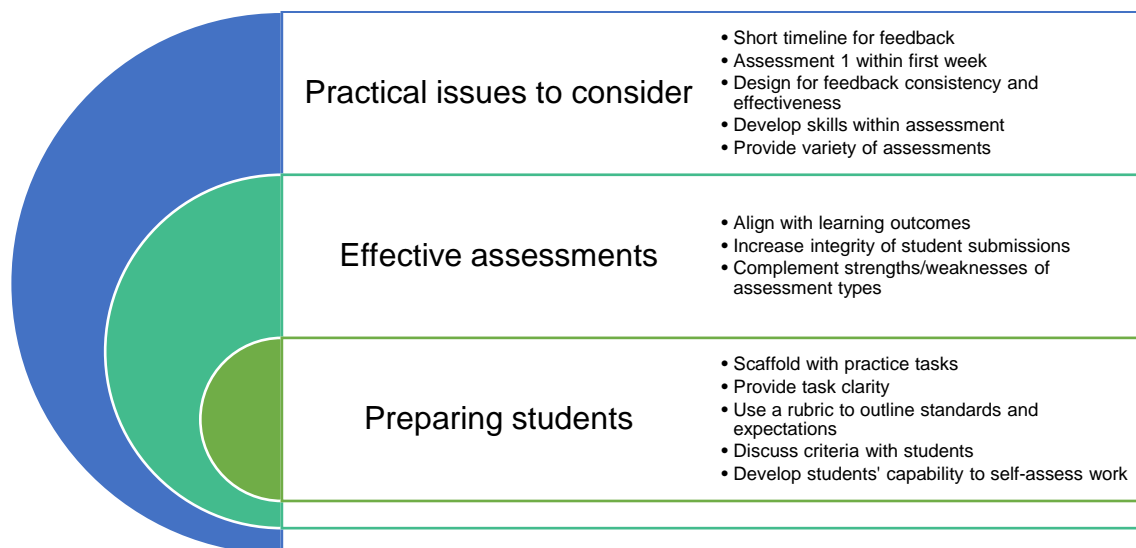 Practical issues to consider
• Short timeline for feedback
• Assessment 1 within first week
• Design for feedback consistency and
effectiveness
• Develop skills within assessment
• Provide variety of assessments
Effective assessments
• Align with learning outcomes
• Increase integrity of student submissions
• Complement strengths/weaknesses of
assessment types
Preparing students
• Scaffold with practice tasks
• Provide task clarity
• Use a rubric to outline standards and
expectations
• Discuss criteria with students
• Develop students' capability to self-assess work